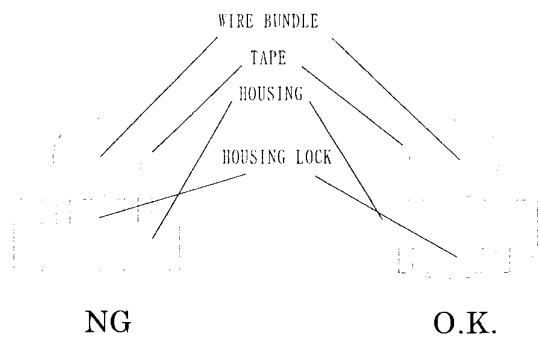 WIRE BUNDLE
TAPE
HOUSING
HOUSING LOCK
NG
O.K.